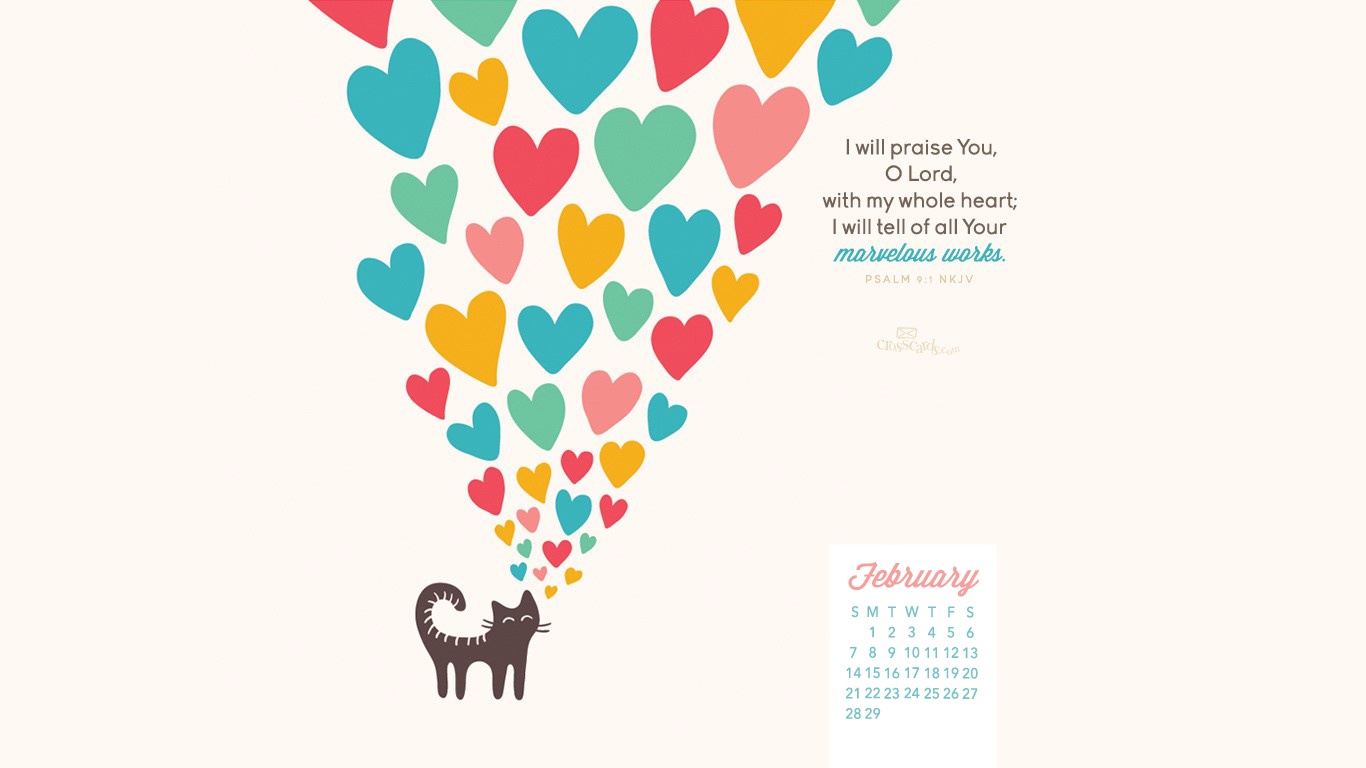 I will praise You,
O Lord,
with my whole heart;
I will tell of all Your
marvelous works.
PSALM 9:1 NKJV
crosscards.com
February
S M T W T F S
1 2 3 4 5 6
7 8 9 10 11 12 13
14 15 16 17 18 19 20
21 22 23 24 25 26 27
28 29